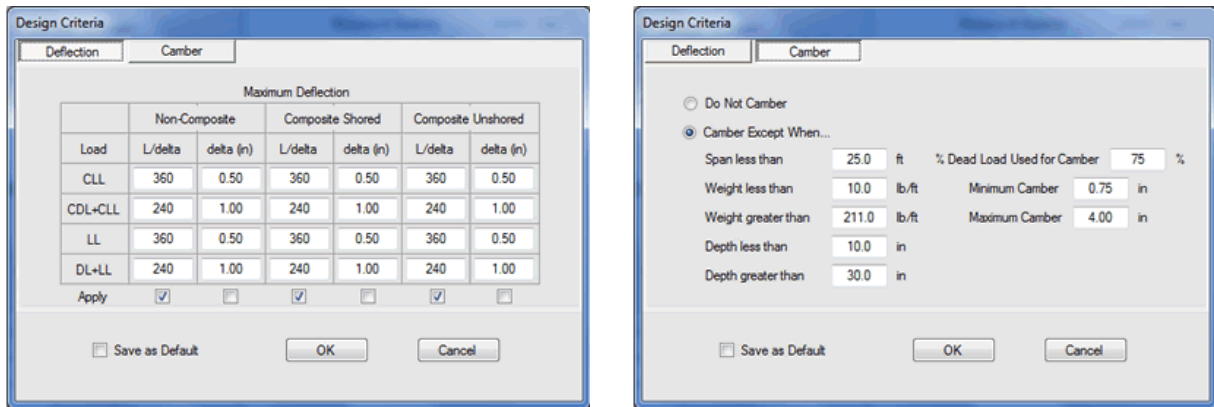 Design Criteria
Deflection Camber
Maximum Deflection
Non-Composite Composite Shored Composite Unshored
Load L/delta delta (in) L/delta delta (in) L/delta delta (in)
CLL 360 0.50 360 0.50 360 0.50
CDL+CLL 240 1.00 240 1.00 240 1.00
LL 360 0.50 360 0.50 360 0.50
DL+LL 240 1.00 240 1.00 240 1.00
Apply
Save as Default OK Cancel
Design Criteria
Deflection Camber
Do Not Camber
Camber Except When...
Span less than 25.0 ft % Dead Load Used for Camber 75 %
Weight less than 10.0 lb/ft Minimum Camber 0.75 in
Weight greater than 211.0 lb/ft Maximum Camber 4.00 in
Depth less than 10.0 in
Depth greater than 30.0 in
Save as Default OK Cancel